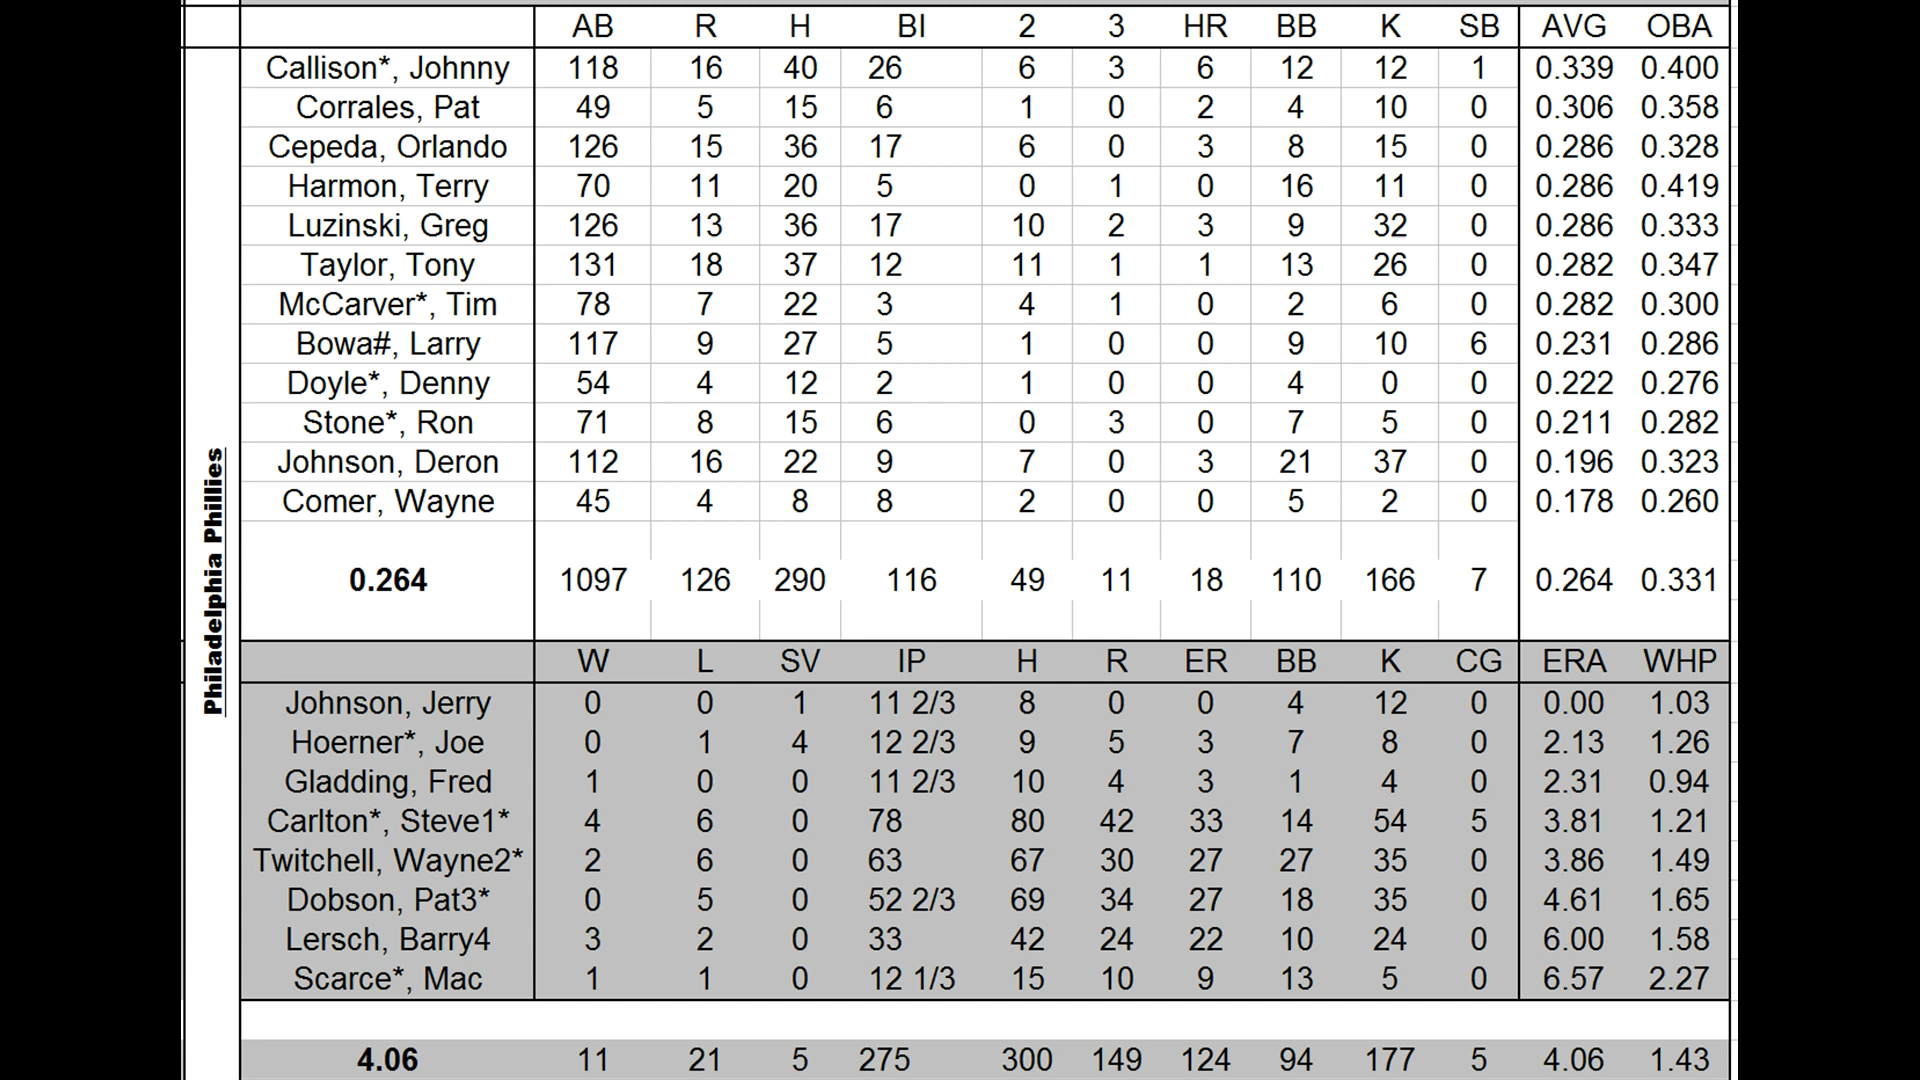 AB R H BI 2 3 HR BB K SB AVG OBA
Callison*, Johnny 118 16 40 26 6 3 6 12 12 1 0.339 0.400
Corrales, Pat 49 5 15 6 1 0 2 4 10 0 0.306 0.358
Cepeda, Orlando 126 15 36 17 6 0 3 8 15 0 0.286 0.328
Harmon, Terry 70 11 20 5 0 1 0 16 11 0 0.286 0.419
Luzinski, Greg 126 13 36 17 10 2 3 9 32 0 0.286 0.333
Taylor, Tony 131 18 37 12 11 1 1 13 26 0 0.282 0.347
McCarver*, Tim 78 7 22 3 4 1 0 2 6 0 0.282 0.300
Bowa#, Larry 117 9 27 5 1 0 0 9 10 6 0.231 0.286
Doyle*, Denny 54 4 12 2 1 0 0 4 0 0 0.222 0.276
Stone*, Ron 71 8 15 6 0 3 0 7 5 0 0.211 0.282
Johnson, Deron 112 16 22 9 7 0 3 21 37 0 0.196 0.323
Comer, Wayne 45 4 8 8 2 0 0 5 2 0 0.178 0.260
0.264 1097 126 290 116 49 11 18 110 166 7 0.264 0.331
Philadelphia Phillies
W L SV IP H R ER BB K CG ERA WHP
Johnson, Jerry 0 0 1 11 2/3 8 0 0 4 12 0 0.00 1.03
Hoerner*, Joe 0 1 4 12 2/3 9 5 3 7 8 0 2.13 1.26
Gladding, Fred 1 0 0 11 2/3 10 4 3 1 4 0 2.31 0.94
Carlton*, Steve1* 4 6 0 78 80 42 33 14 54 5 3.81 1.21
Twitchell, Wayne2* 2 6 0 63 67 30 27 27 35 0 3.86 1.49
Dobson, Pat3* 0 5 0 52 2/3 69 34 27 18 35 0 4.61 1.65
Lersch, Barry4 3 2 0 33 42 24 22 10 24 0 6.00 1.58
Scarce*, Mac 1 1 0 12 1/3 15 10 9 13 5 0 6.57 2.27
4.06 11 21 5 275 300 149 124 94 177 5 4.06 1.43